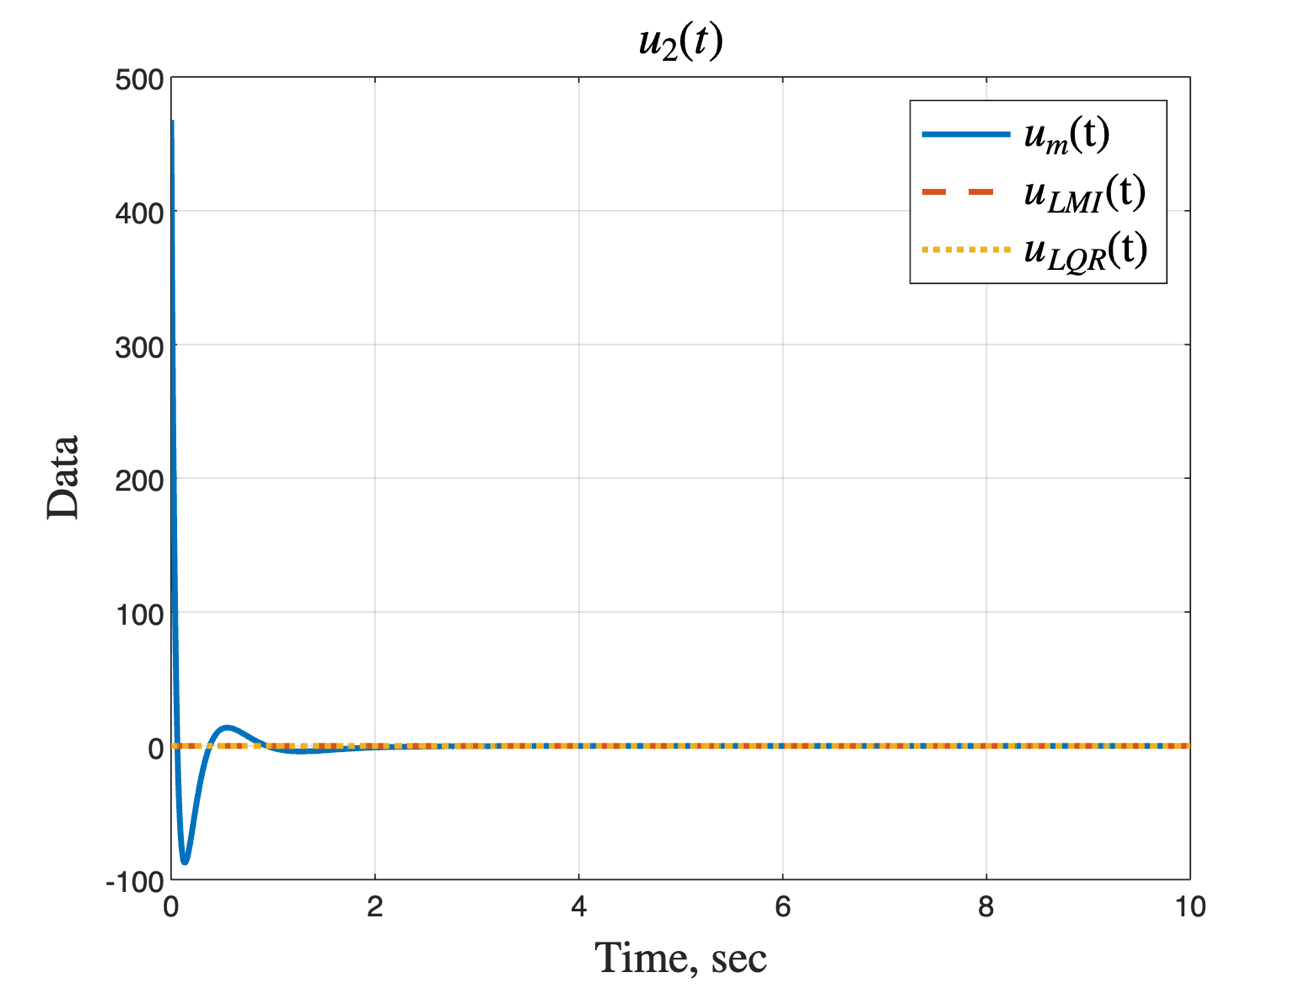 u2(t)
500
400
300
200
100
0
-100
0 2 4 6 8 10
Data
Time, sec
um(t)
uLMI(t)
uLQR(t)